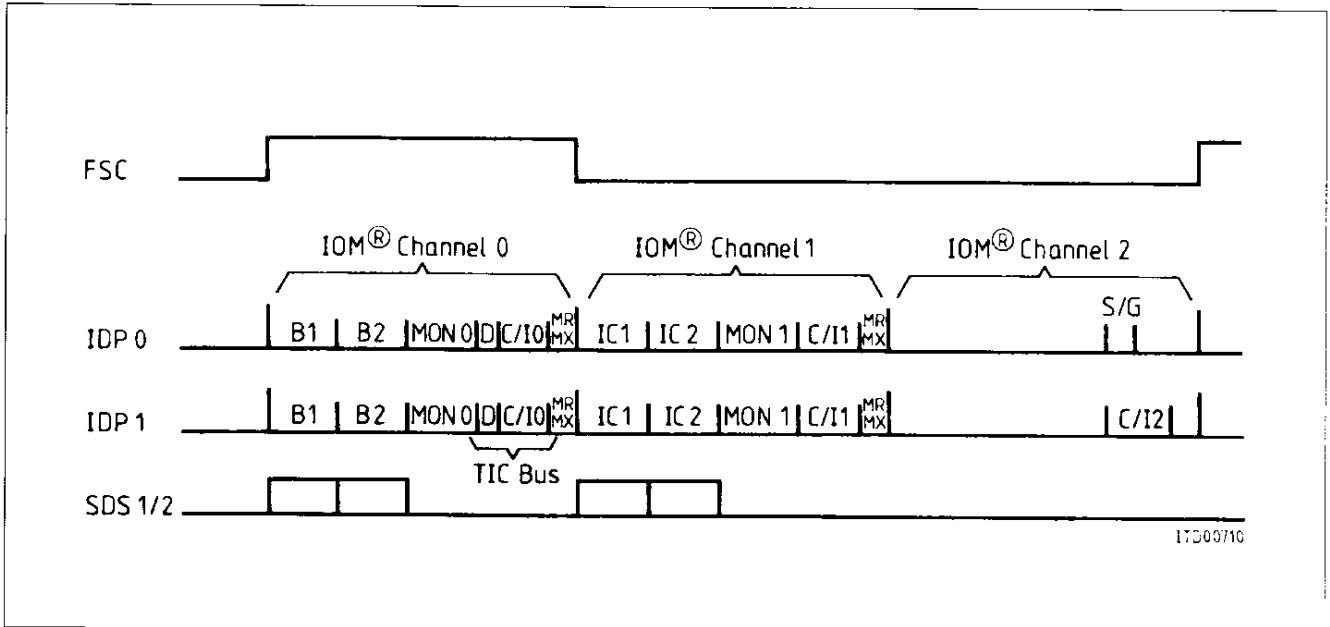 FSC
IOM® Channel 0 IOM® Channel 1 IOM® Channel 2
S/G
IDP 0 B1 B2 MON 0 D C/I0 MR MX IC1 IC 2 MON 1 C/I1 MR MX
IDP 1 B1 B2 MON 0 D C/I0 MR MX IC1 IC 2 MON 1 C/I1 MR MX C/I2
TIC Bus
SDS 1/2
ITD00710